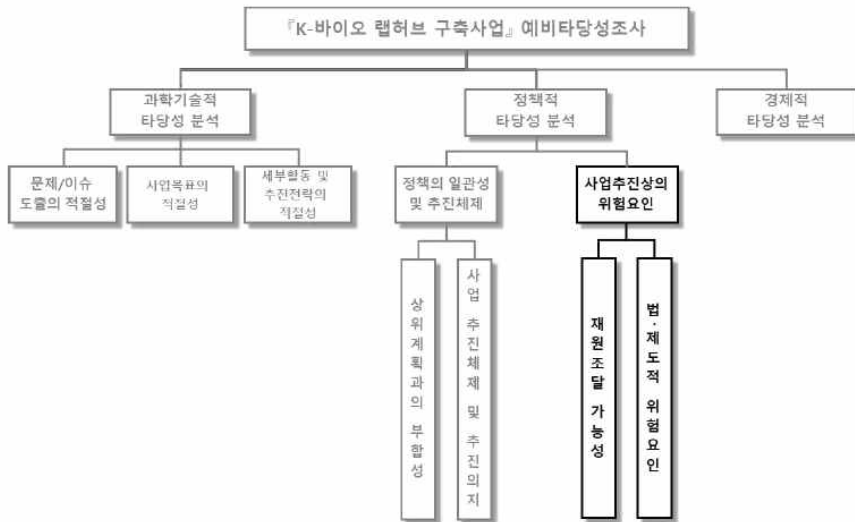 『K-바이오 랩허브 구축사업』 예비타당성조사
과학기술적
타당성 분석
정책적
타당성 분석
경제적
타당성 분석
문제/이슈
도출의 적절성
사업목표의
적절성
세부활동 및
추진전략의
적절성
정책의 일관성
및 추진체제
사업추진상의
위험요인
상위계획과의 부합성
사업 추진체제 및 추진의지
재원조달 가능성
법·제도적 위험요인